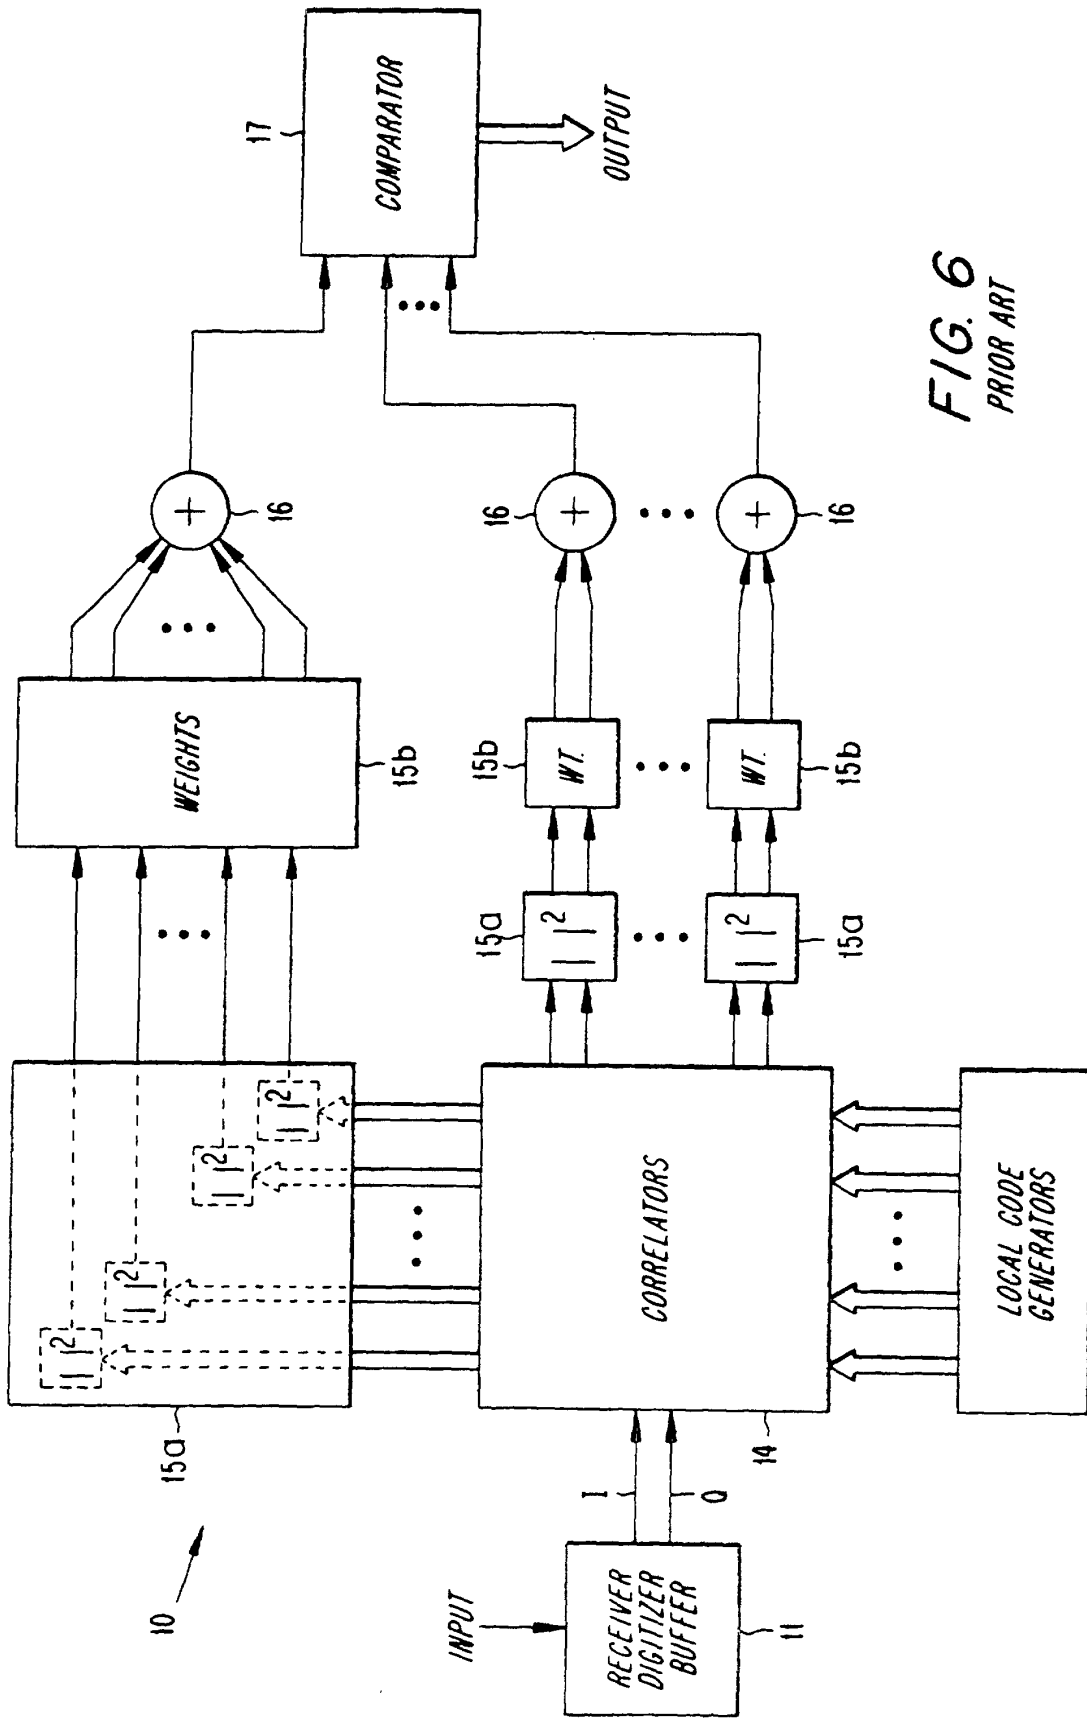 10
INPUT
RECEIVER
DIGITIZER
BUFFER
11
I
Q
15a
| |²
| |²
| |²
| |²
CORRELATORS
14
LOCAL CODE
GENERATORS
WEIGHTS
15b
15a
| |²
| |²
15a
15b
WT.
WT.
15b
+
16
16
+
+
16
17
COMPARATOR
OUTPUT
FIG. 6
PRIOR ART